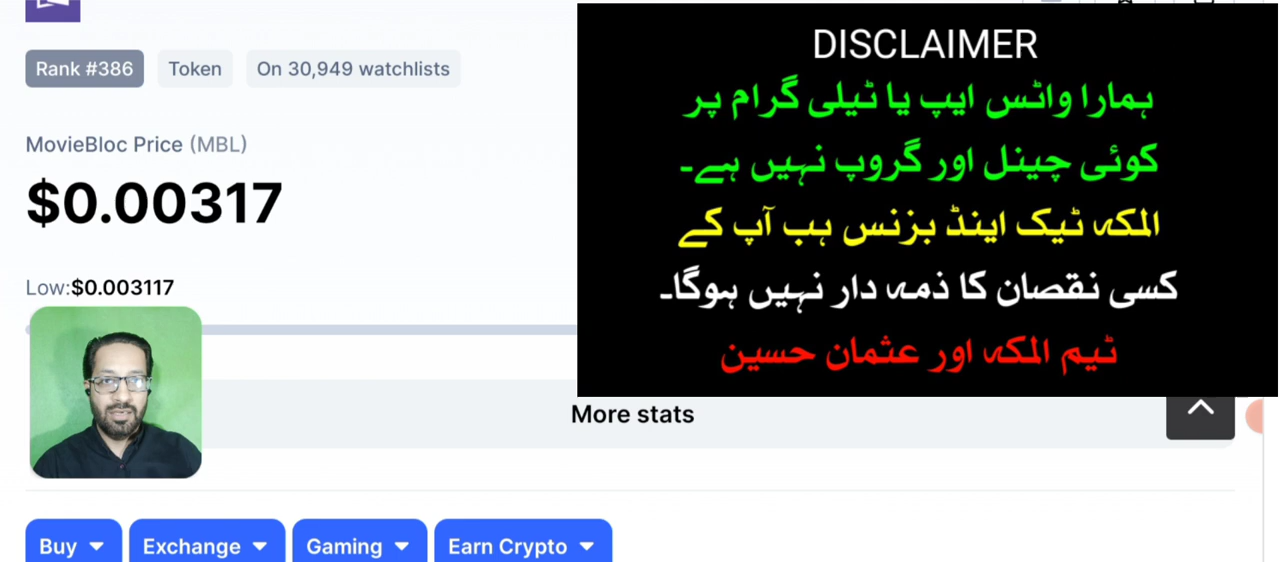 Rank #386 Token On 30,949 watchlists
MovieBloc Price (MBL)
$0.00317
Low:$0.003117
DISCLAIMER
ہمارا واٹس ایپ یا ٹیلی گرام پر
کوئی چینل اور گروپ نہیں ہے۔
المکہ ٹیک اینڈ بزنس ہب آپ کے
کسی نقصان کا ذمہ دار نہیں ہوگا۔
ٹیم المکہ اور عثمان حسین
More stats
Buy Exchange Gaming Earn Crypto